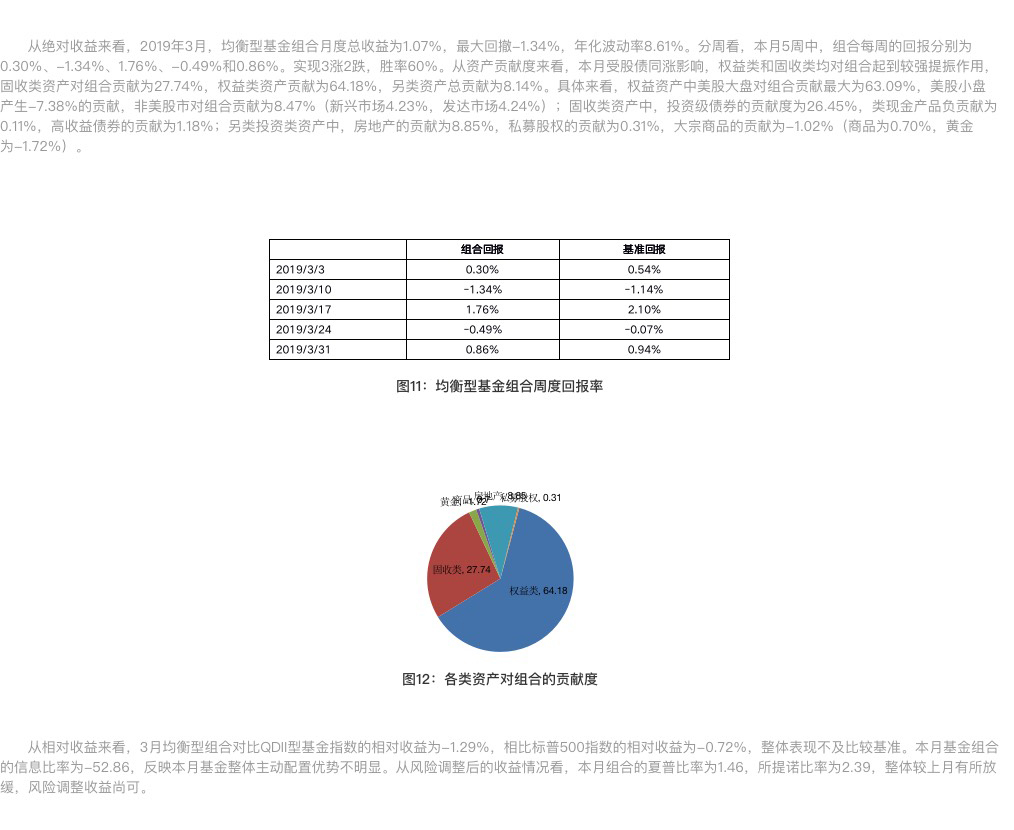 从绝对收益来看，2019年3月，均衡型基金组合月度总收益为1.07%，最大回撤-1.34%，年化波动率8.61%。分周看，本月5周中，组合每周的回报分别为
0.30%、-1.34%、1.76%、-0.49%和0.86%。实现3涨2跌，胜率60%。从资产贡献度来看，本月受股债同涨影响，权益类和固收类均对组合起到较强提振作用，
固收类资产对组合贡献为27.74%，权益类资产贡献为64.18%，另类资产总贡献为8.14%。具体来看，权益资产中美股大盘对组合贡献最大为63.09%，美股小盘
产生-7.38%的贡献，非美股市对组合贡献为8.47%（新兴市场4.23%，发达市场4.24%）；固收类资产中，投资级债券的贡献度为26.45%，类现金产品负贡献为
0.11%，高收益债券的贡献为1.18%；另类投资类资产中，房地产的贡献为8.85%，私募股权的贡献为0.31%，大宗商品的贡献为-1.02%（商品为0.70%，黄金
为-1.72%）。
组合回报 基准回报
2019/3/3 0.30% 0.54%
2019/3/10 -1.34% -1.14%
2019/3/17 1.76% 2.10%
2019/3/24 -0.49% -0.07%
2019/3/31 0.86% 0.94%
图11：均衡型基金组合周度回报率
黄金, -1.72
商品, 0.7
房地产, 8.85
私募股权, 0.31
固收类, 27.74
权益类, 64.18
图12：各类资产对组合的贡献度
从相对收益来看，3月均衡型组合对比QDII型基金指数的相对收益为-1.29%，相比标普500指数的相对收益为-0.72%，整体表现不及比较基准。本月基金组合
的信息比率为-52.86，反映本月基金整体主动配置优势不明显。从风险调整后的收益情况看，本月组合的夏普比率为1.46，所提诺比率为2.39，整体较上月有所放
缓，风险调整收益尚可。